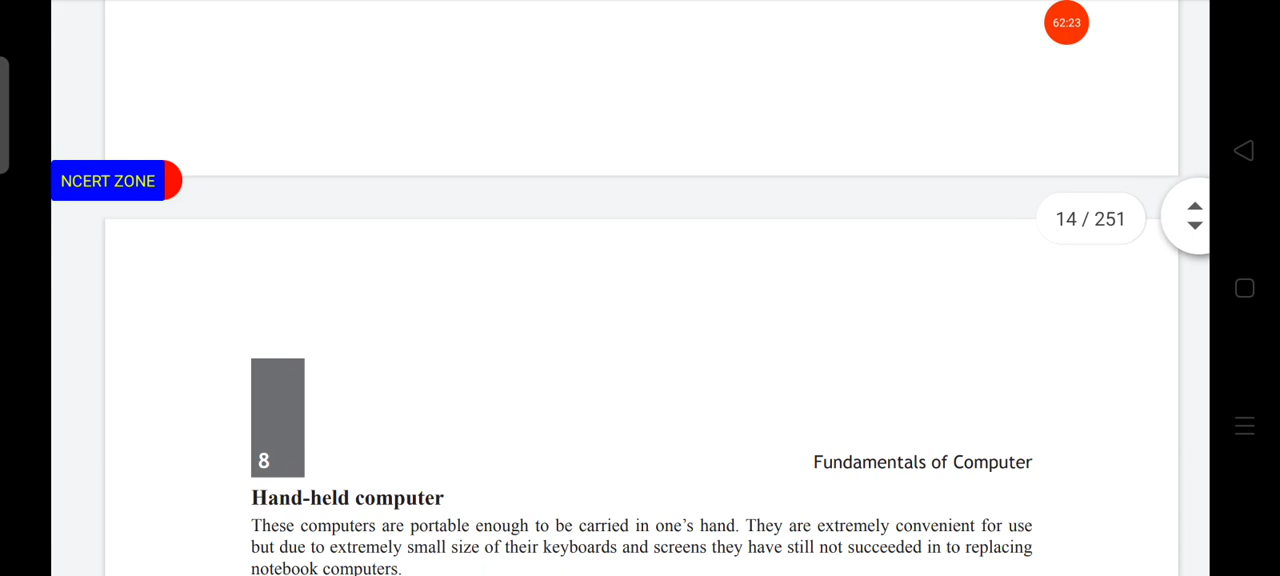 62:23
NCERT ZONE
14 / 251
8
Fundamentals of Computer
Hand-held computer
These computers are portable enough to be carried in one’s hand. They are extremely convenient for use
but due to extremely small size of their keyboards and screens they have still not succeeded in to replacing
notebook computers.